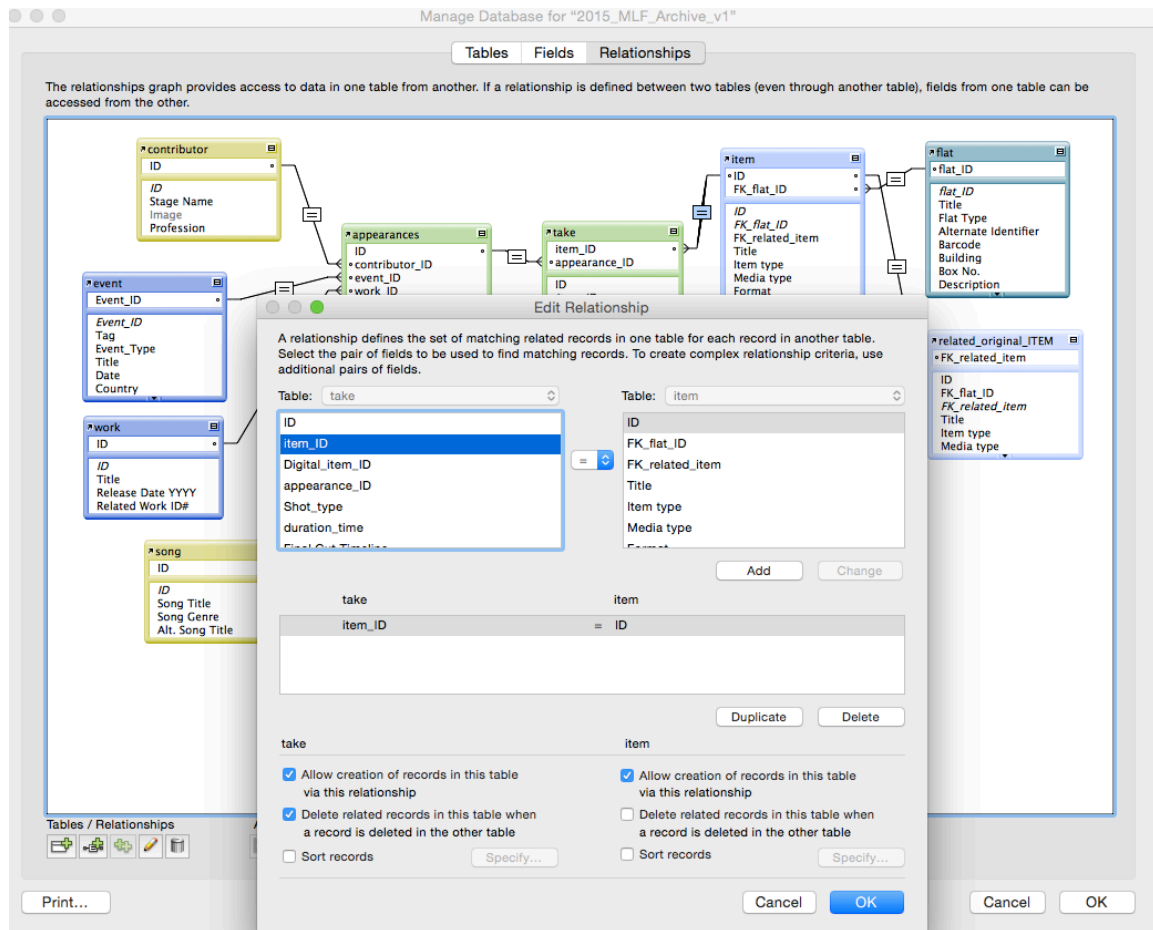 Manage Database for "2015_MLF_Archive_v1"
Tables Fields Relationships
The relationships graph provides access to data in one table from another. If a relationship is defined between two tables (even through another table), fields from one table can be
accessed from the other.
contributor
ID
ID
Stage Name
Image
Profession
event
Event_ID
Event_ID
Tag
Event_Type
Title
Date
Country
work
ID
ID
Title
Release Date YYYY
Related Work ID#
song
ID
ID
Song Title
Song Genre
Alt. Song Title
appearances
ID
contributor_ID
event_ID
work_ID
=
=
=
take
item_ID
appearance_ID
ID
=
item
ID
FK_flat_ID
ID
FK_flat_ID
FK_related_item
Title
Item type
Media type
Format
=
=
flat
flat_ID
flat_ID
Title
Flat Type
Alternate Identifier
Barcode
Building
Box No.
Description
related_original_ITEM
FK_related_item
ID
FK_flat_ID
FK_related_item
Title
Item type
Media type
Edit Relationship
A relationship defines the set of matching related records in one table for each record in another table.
Select the pair of fields to be used to find matching records. To create complex relationship criteria, use
additional pairs of fields.
Table: take
Table: item
ID
item_ID
Digital_item_ID
appearance_ID
Shot_type
duration_time
Final Cut Timeline
=
ID
FK_flat_ID
FK_related_item
Title
Item type
Media type
Format
Add Change
take item
item_ID = ID
Duplicate Delete
take
Allow creation of records in this table
via this relationship
Delete related records in this table when
a record is deleted in the other table
Sort records Specify...
item
Allow creation of records in this table
via this relationship
Delete related records in this table when
a record is deleted in the other table
Sort records Specify...
Cancel OK
Tables / Relationships
Print...
Cancel OK